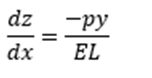 dz/dx = -py/EL